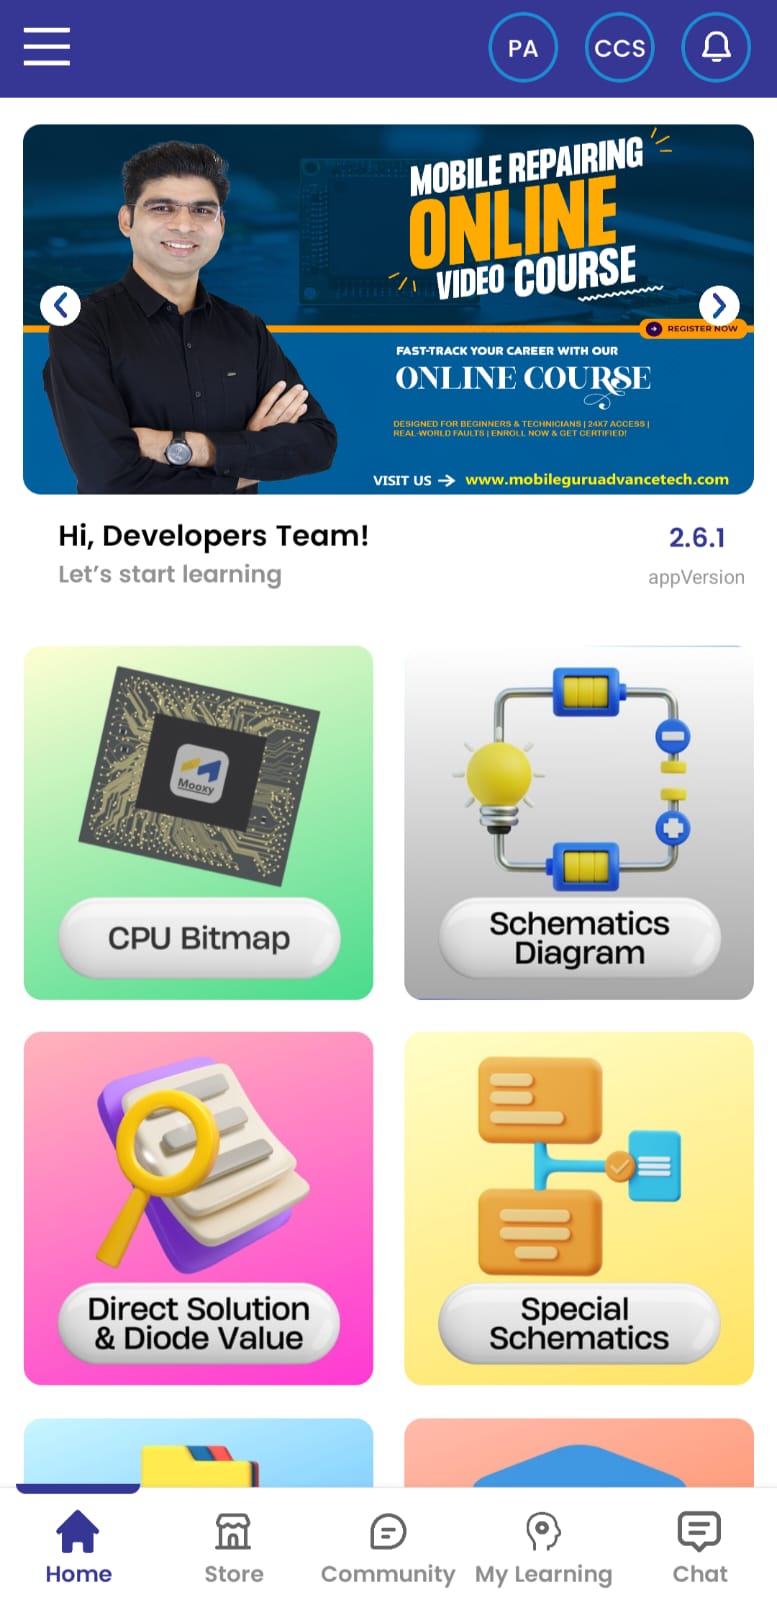 PA
CCS
MOBILE REPAIRING
ONLINE
VIDEO COURSE
REGISTER NOW
FAST-TRACK YOUR CAREER WITH OUR
ONLINE COURSE
DESIGNED FOR BEGINNERS & TECHNICIANS | 24X7 ACCESS |
REAL-WORLD FAULTS | ENROLL NOW & GET CERTIFIED!
VISIT US → www.mobileguruadvancetech.com
Hi, Developers Team!
2.6.1
Let's start learning
appVersion
Mooxy
CPU Bitmap
Schematics
Diagram
Direct Solution
& Diode Value
Special
Schematics
Home
Store
Community
My Learning
Chat